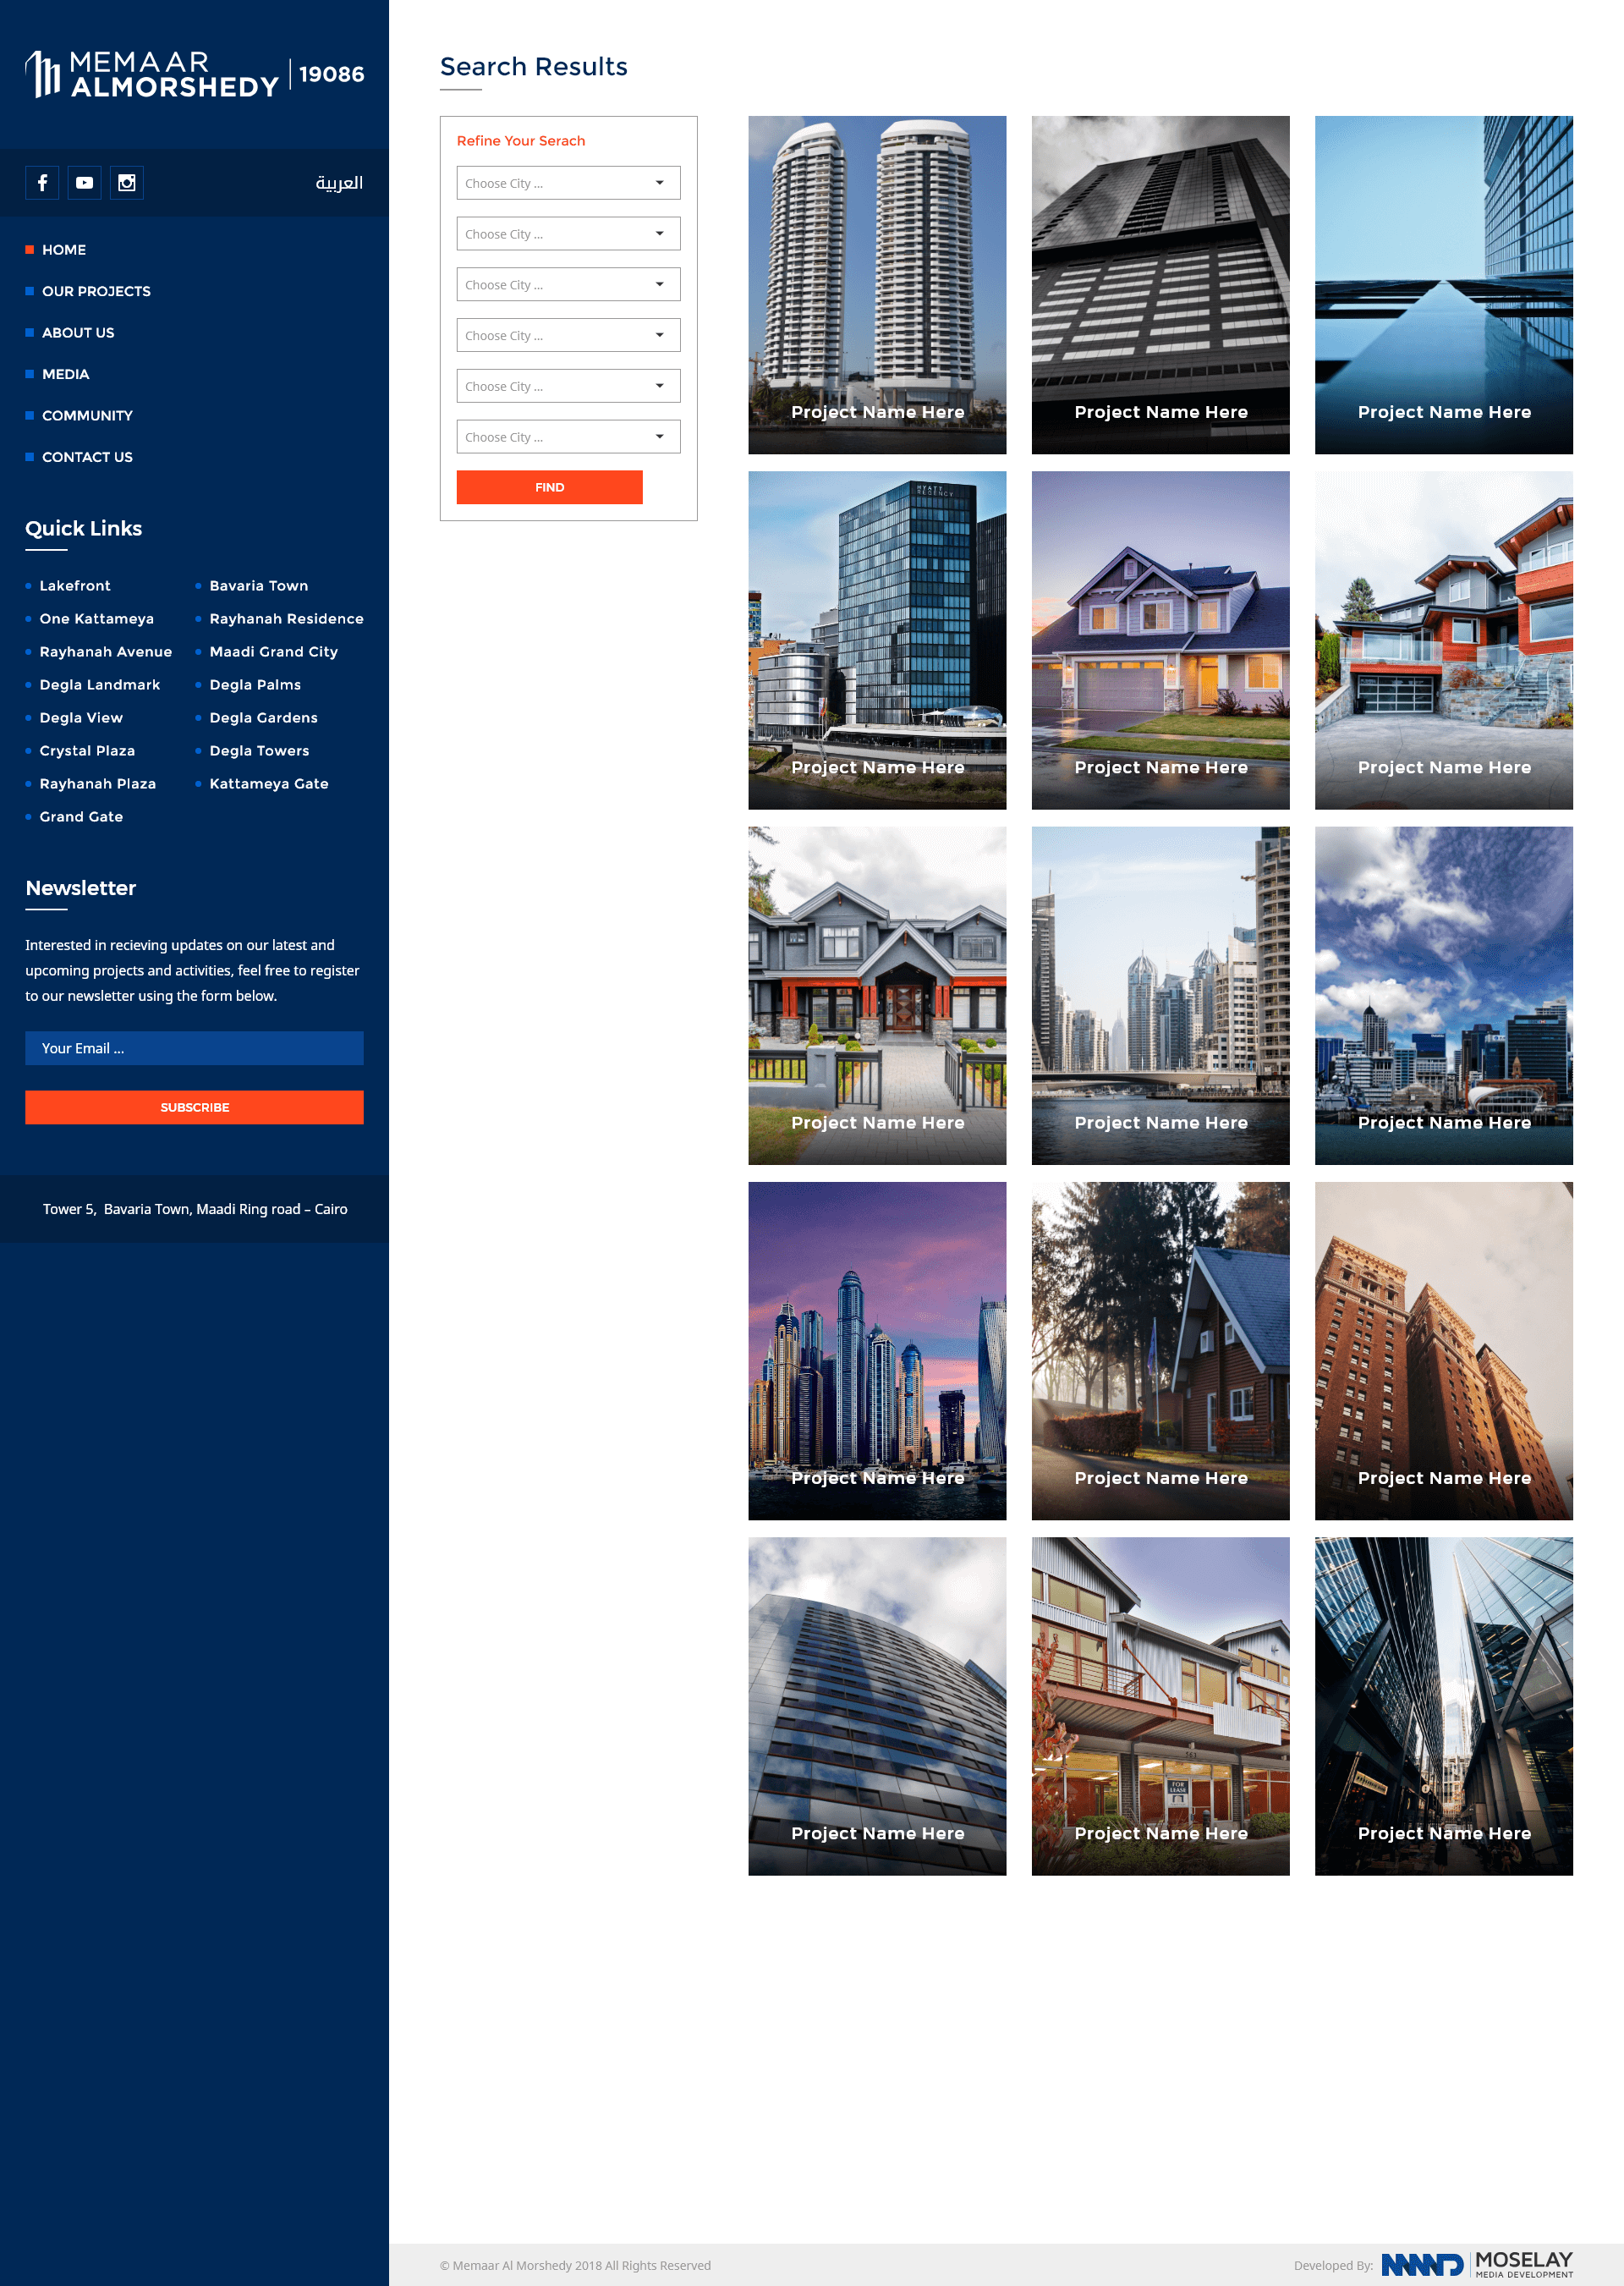 MEMAAR
ALMORSHEDY
19086
العربية
HOME
OUR PROJECTS
ABOUT US
MEDIA
COMMUNITY
CONTACT US
Quick Links
Lakefront
Bavaria Town
One Kattameya
Rayhanah Residence
Rayhanah Avenue
Maadi Grand City
Degla Landmark
Degla Palms
Degla View
Degla Gardens
Crystal Plaza
Degla Towers
Rayhanah Plaza
Kattameya Gate
Grand Gate
Newsletter
Interested in recieving updates on our latest and
upcoming projects and activities, feel free to register
to our newsletter using the form below.
Your Email ...
SUBSCRIBE
Tower 5,  Bavaria Town, Maadi Ring road – Cairo
Search Results
Refine Your Serach
Choose City ...
Choose City ...
Choose City ...
Choose City ...
Choose City ...
Choose City ...
FIND
Project Name Here
Project Name Here
Project Name Here
HYATT
REGENCY
Project Name Here
Project Name Here
Project Name Here
Project Name Here
Project Name Here
Project Name Here
Project Name Here
Project Name Here
Project Name Here
FOR
LEASE
Project Name Here
Project Name Here
Project Name Here
© Memaar Al Morshedy 2018 All Rights Reserved
Developed By:
MOSELAY
MEDIA DEVELOPMENT